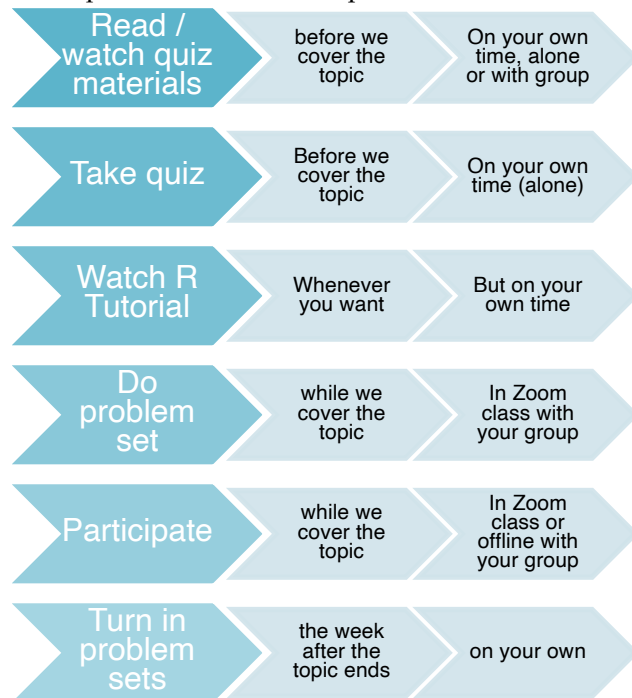 Read /
watch quiz
materials
before we
cover the
topic
On your own
time, alone
or with group
Take quiz
Before we
cover the
topic
On your own
time (alone)
Watch R
Tutorial
Whenever
you want
But on your
own time
Do
problem
set
while we
cover the
topic
In Zoom
class with
your group
Participate
while we
cover the
topic
In Zoom
class or
offline with
your group
Turn in
problem
sets
the week
after the
topic ends
on your own